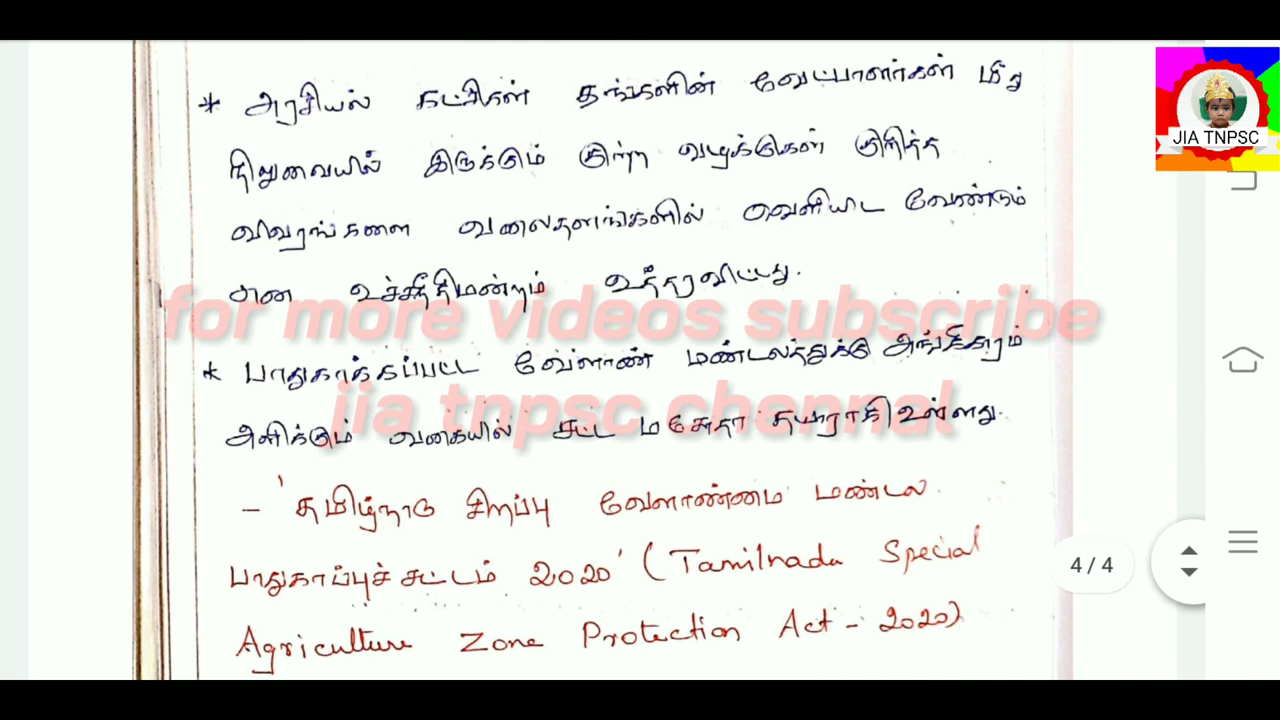 * அரசியல் கட்சிகள் தங்களின் வேட்பாளர்கள் மீது
நிலுவையில் இருக்கும் குற்ற வழக்குகள் குறித்த
விவரங்களை வலைதளங்களில் வெளியிட வேண்டும்
என உச்சநீதிமன்றம் உத்தரவிட்டது.
* பாதுகாக்கப்பட்ட வேளாண் மண்டலத்துக்கு அங்கீகாரம்
அளிக்கும் வகையில் சட்ட மசோதா தயாராகி உள்ளது.
- 'தமிழ்நாடு சிறப்பு வேளாண்மை மண்டல
பாதுகாப்புச் சட்டம் 2020' (Tamilnadu Special
Agriculture Zone Protection Act - 2020)
for more videos subscribe
jia tnpsc chennai
JIA TNPSC
4/4